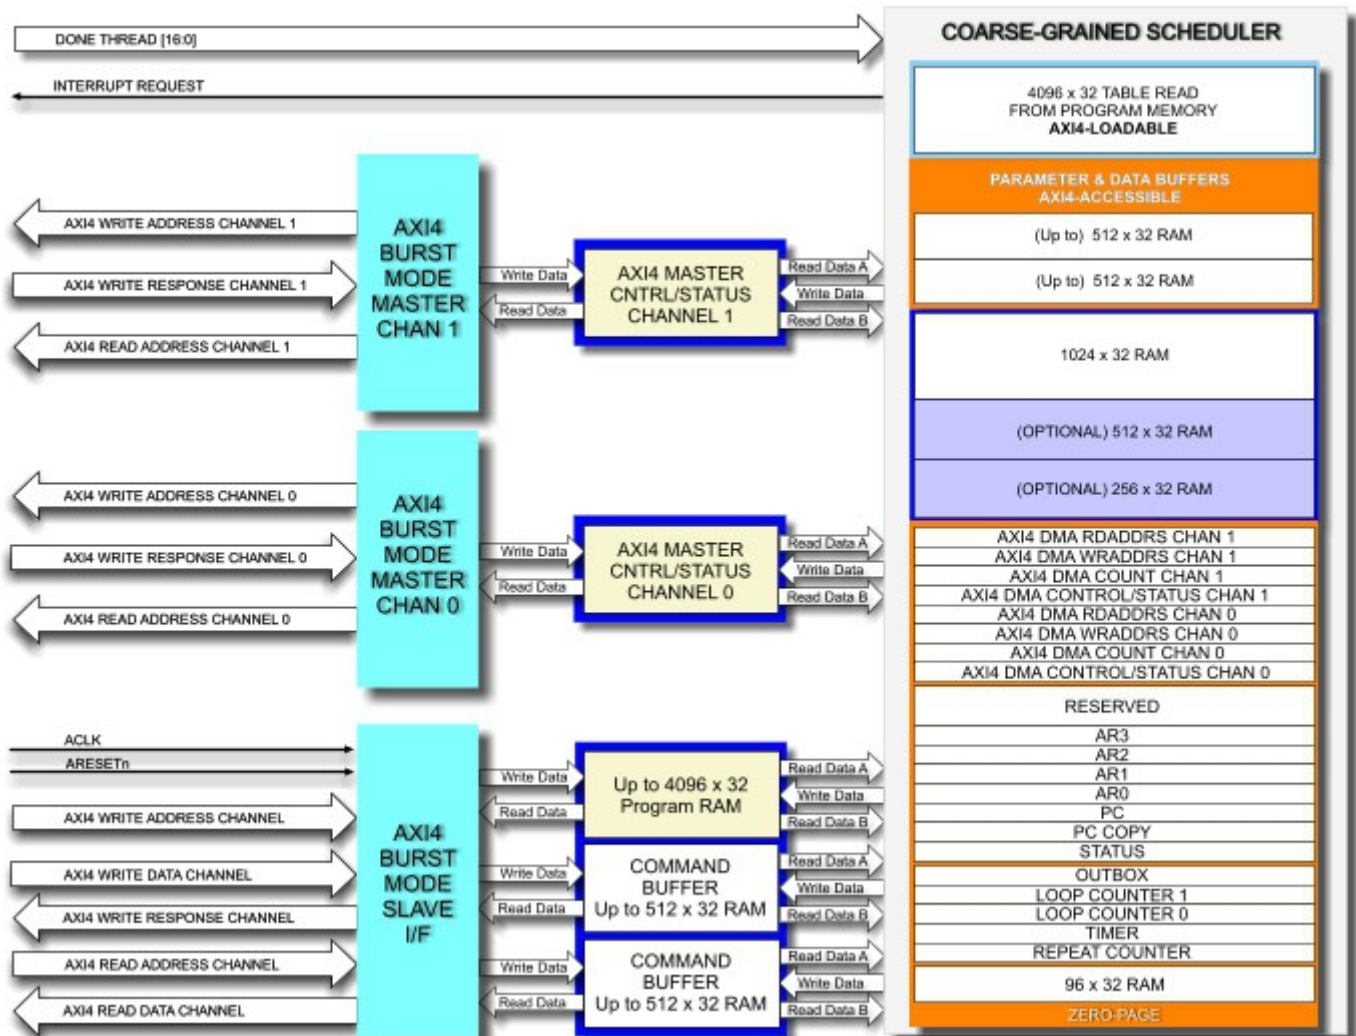 DONE THREAD [16:0]
INTERRUPT REQUEST
AXI4 WRITE ADDRESS CHANNEL 1
AXI4 WRITE RESPONSE CHANNEL 1
AXI4 READ ADDRESS CHANNEL 1
AXI4
BURST
MODE
MASTER
CHAN 1
Write Data
Read Data
AXI4 MASTER
CNTRL/STATUS
CHANNEL 1
Read Data A
Write Data
Read Data B
AXI4 WRITE ADDRESS CHANNEL 0
AXI4 WRITE RESPONSE CHANNEL 0
AXI4 READ ADDRESS CHANNEL 0
AXI4
BURST
MODE
MASTER
CHAN 0
Write Data
Read Data
AXI4 MASTER
CNTRL/STATUS
CHANNEL 0
Read Data A
Write Data
Read Data B
ACLK
ARESETn
AXI4 WRITE ADDRESS CHANNEL
AXI4 WRITE DATA CHANNEL
AXI4 WRITE RESPONSE CHANNEL
AXI4 READ ADDRESS CHANNEL
AXI4 READ DATA CHANNEL
AXI4
BURST
MODE
SLAVE
I/F
Write Data
Read Data
Write Data
Read Data
Write Data
Read Data
Up to 4096 x 32
Program RAM
COMMAND
BUFFER
Up to 512 x 32 RAM
COMMAND
BUFFER
Up to 512 x 32 RAM
Read Data A
Write Data
Read Data B
Read Data A
Write Data
Read Data B
Read Data A
Write Data
Read Data B
COARSE-GRAINED SCHEDULER
4096 x 32 TABLE READ
FROM PROGRAM MEMORY
AXI4-LOADABLE
PARAMETER & DATA BUFFERS
AXI4-ACCESSIBLE
(Up to) 512 x 32 RAM
(Up to) 512 x 32 RAM
1024 x 32 RAM
(OPTIONAL) 512 x 32 RAM
(OPTIONAL) 256 x 32 RAM
AXI4 DMA RDADDRS CHAN 1
AXI4 DMA WRADDRS CHAN 1
AXI4 DMA COUNT CHAN 1
AXI4 DMA CONTROL/STATUS CHAN 1
AXI4 DMA RDADDRS CHAN 0
AXI4 DMA WRADDRS CHAN 0
AXI4 DMA COUNT CHAN 0
AXI4 DMA CONTROL/STATUS CHAN 0
RESERVED
AR3
AR2
AR1
AR0
PC
PC COPY
STATUS
OUTBOX
LOOP COUNTER 1
LOOP COUNTER 0
TIMER
REPEAT COUNTER
96 x 32 RAM
ZERO-PAGE